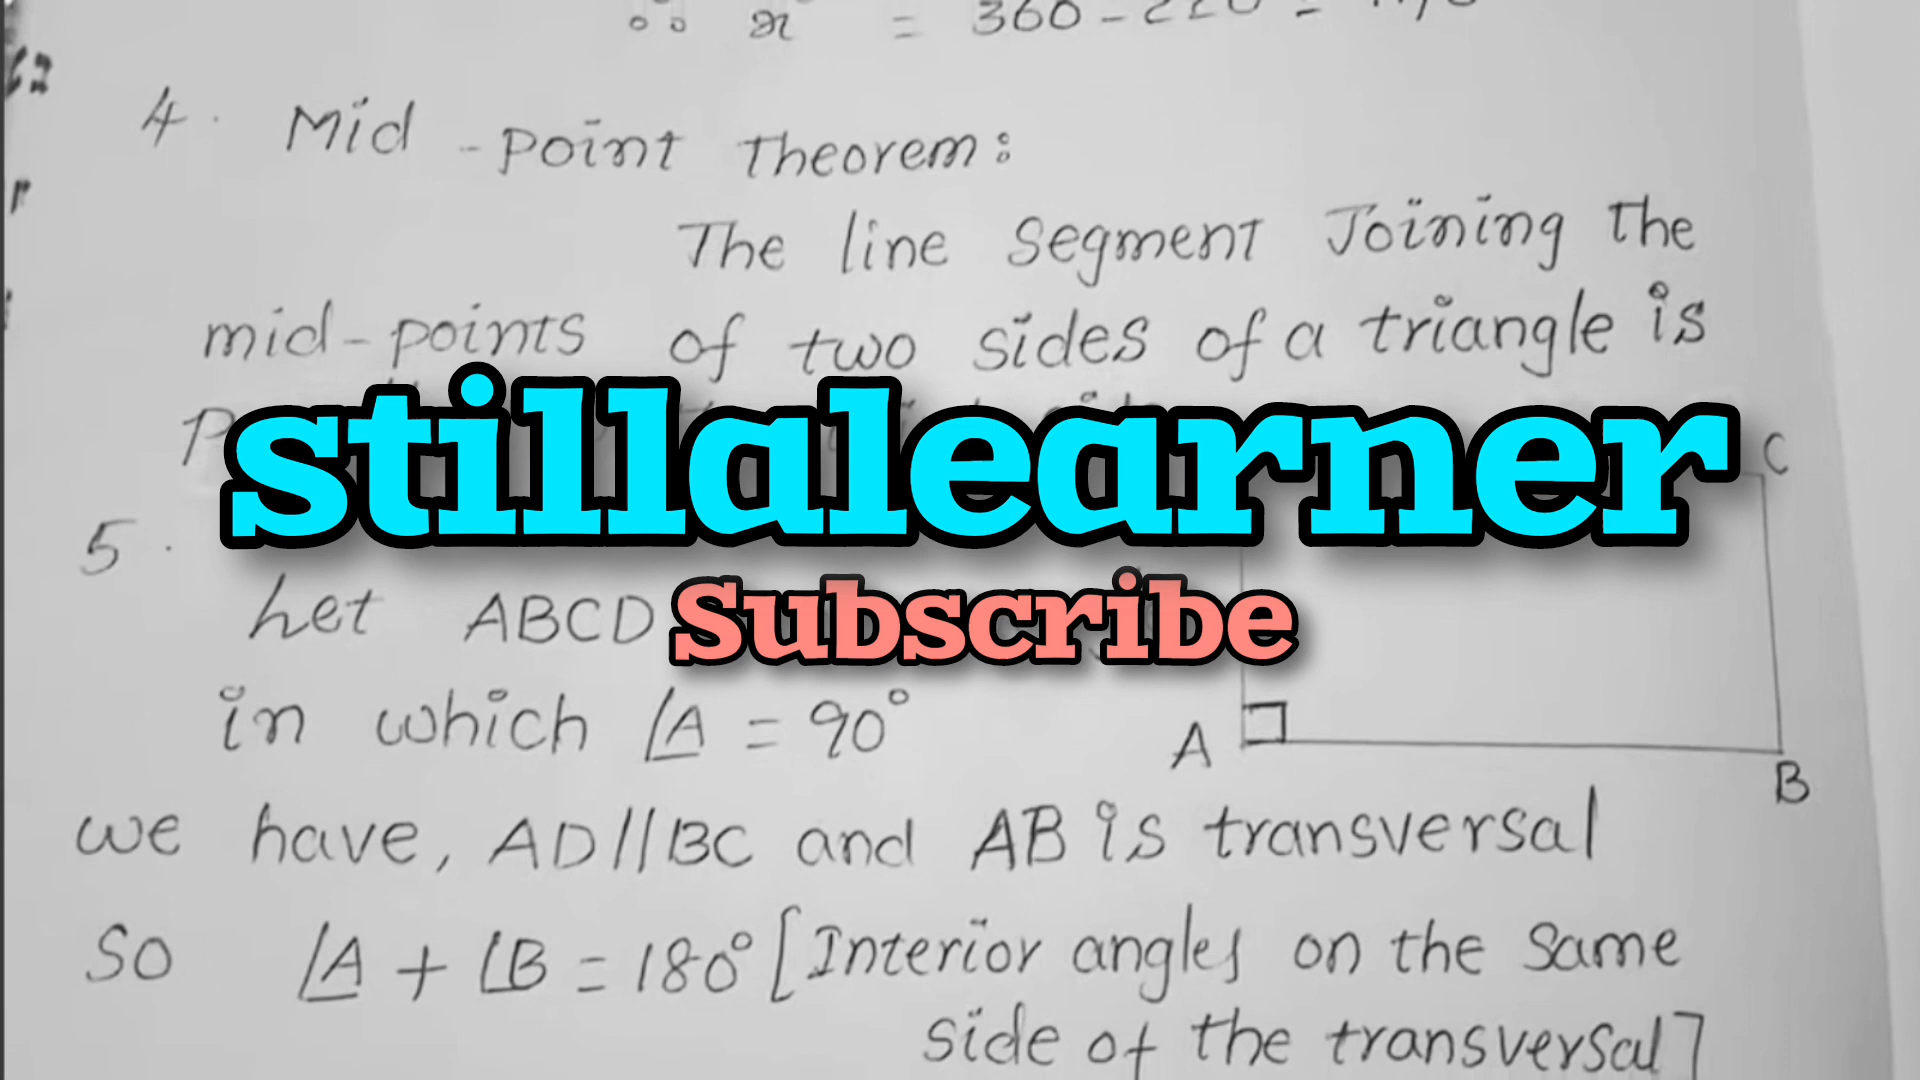 ∴ x = 360 - 220 =
4. Mid-point Theorem:
The line segment Joining the
mid-points of two sides of a triangle is
stillalearner
C
5.
Let ABCD
Subscribe
in which ∠A = 90°
A
B
we have, AD//BC and AB is transversal
So ∠A + ∠B = 180° [Interior angles on the same
side of the transversal]